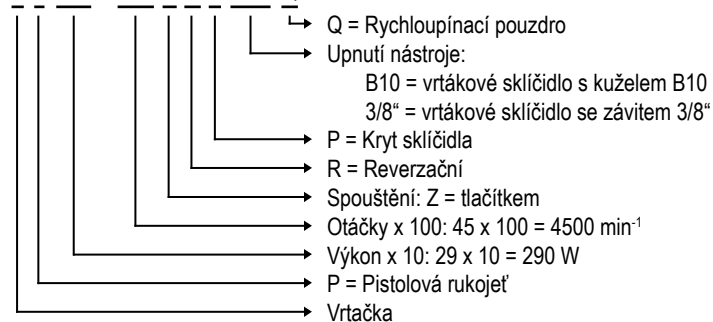 Q = Rychloupínací pouzdro
Upnutí nástroje:
B10 = vrtákové sklíčidlo s kuželem B10
3/8“ = vrtákové sklíčidlo se závitem 3/8“
P = Kryt sklíčidla
R = Reverzační
Spouštění: Z = tlačítkem
Otáčky x 100: 45 x 100 = 4500 min⁻¹
Výkon x 10: 29 x 10 = 290 W
P = Pistolová rukojeť
Vrtačka